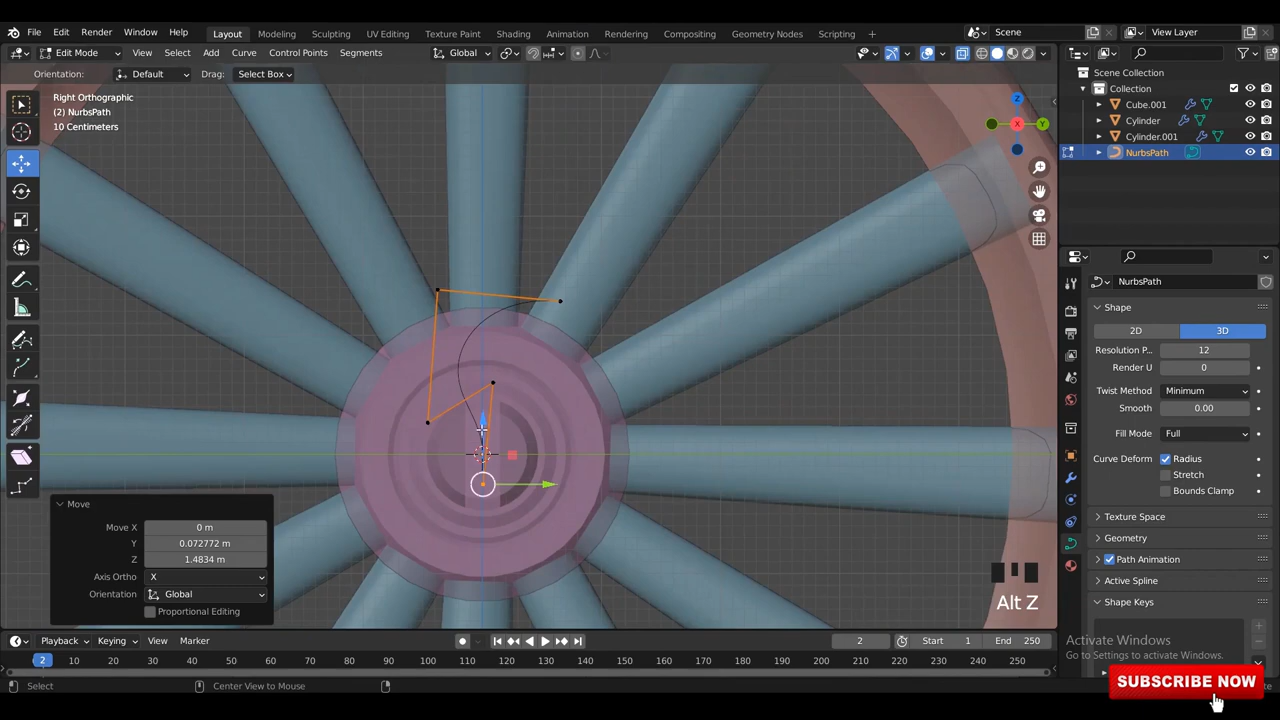 File Edit Render Window Help Layout Modeling Sculpting UV Editing Texture Paint Shading Animation Rendering Compositing Geometry Nodes Scripting + Scene View Layer
Edit Mode View Select Add Curve Control Points Segments Global
Orientation: Default Drag: Select Box
Right Orthographic
(2) NurbsPath
10 Centimeters
Z
X
Y
Scene Collection
Collection
Cube.001
Cylinder
Cylinder.001
NurbsPath
NurbsPath
Shape
2D 3D
Resolution P... 12
Render U 0
Twist Method Minimum
Smooth 0.00
Fill Mode Full
Curve Deform Radius
Stretch
Bounds Clamp
Texture Space
Geometry
Path Animation
Active Spline
Shape Keys
Move
Move X 0 m
Y 0.072772 m
Z 1.4834 m
Axis Ortho X
Orientation Global
Proportional Editing
Alt Z
Activate Windows
Go to Settings to activate Windows.
SUBSCRIBE NOW
Playback Keying View Marker 2 Start 1 End 250
2 10 20 30 40 50 60 70 80 90 100 110 120 130 140 150 160 170 180 190 200 210 220 230 240 250
Select Center View to Mouse